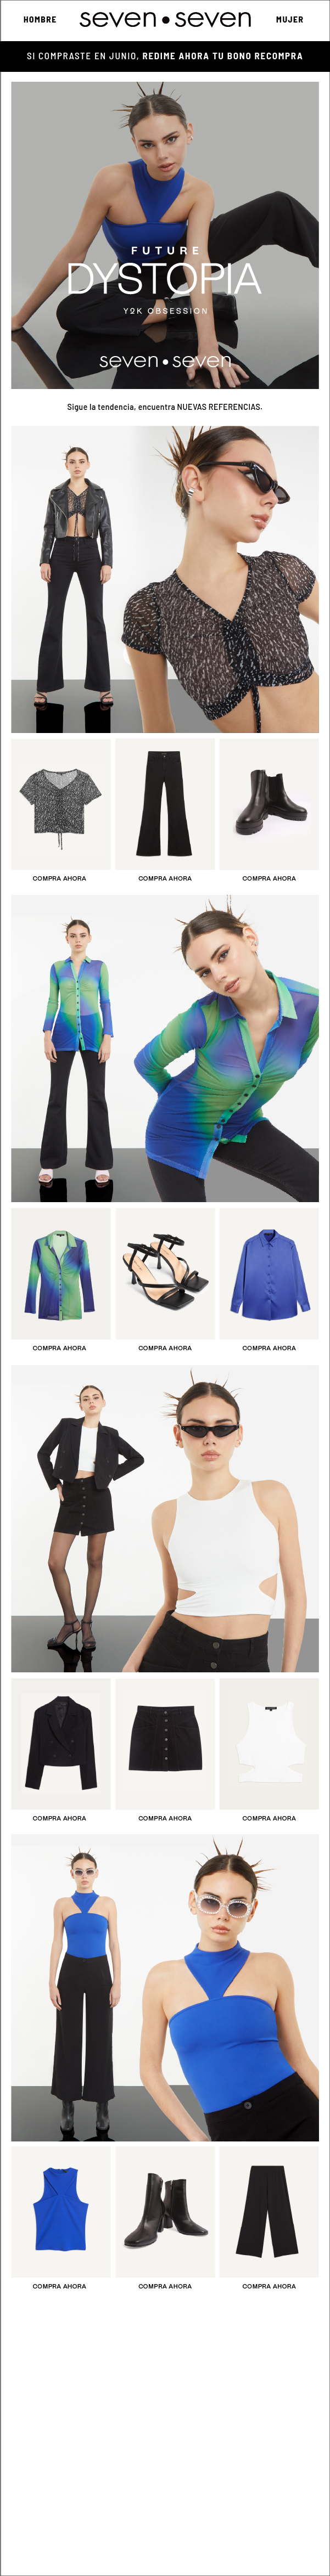 HOMBRE
seven•seven
MUJER
SI COMPRASTE EN JUNIO, REDIME AHORA TU BONO RECOMPRA
FUTURE
DYSTOPIA
Y2K OBSESSION
seven•seven
Sigue la tendencia, encuentra NUEVAS REFERENCIAS.
COMPRA AHORA
COMPRA AHORA
COMPRA AHORA
COMPRA AHORA
COMPRA AHORA
COMPRA AHORA
COMPRA AHORA
COMPRA AHORA
COMPRA AHORA
COMPRA AHORA
COMPRA AHORA
COMPRA AHORA